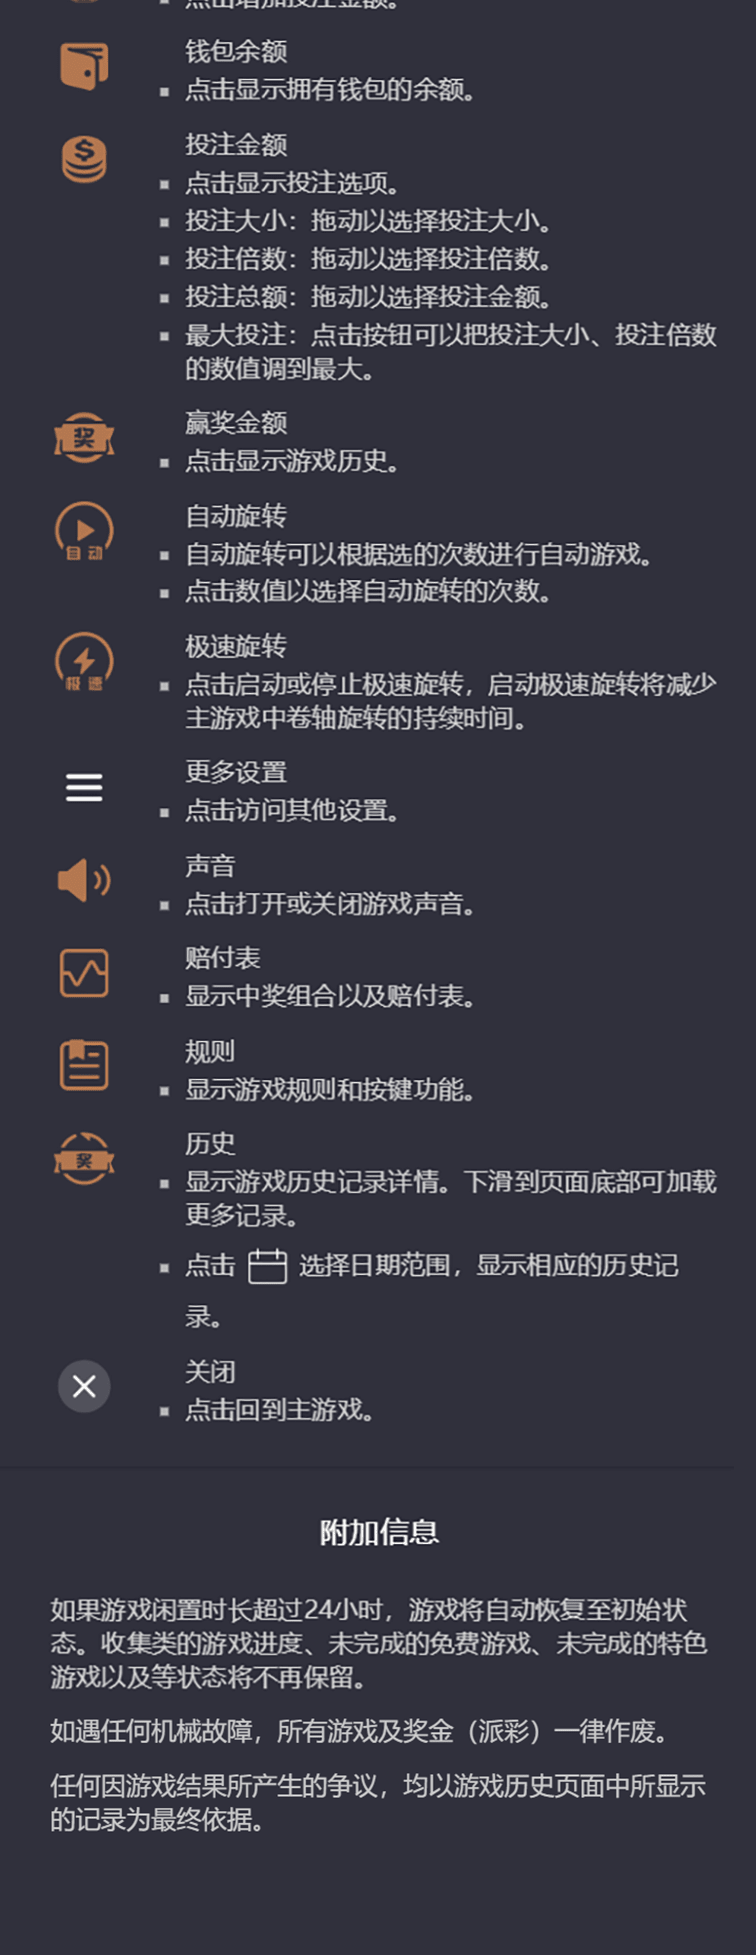 点击增加投注金额。
钱包余额
点击显示拥有钱包的余额。
投注金额
点击显示投注选项。
投注大小：拖动以选择投注大小。
投注倍数：拖动以选择投注倍数。
投注总额：拖动以选择投注金额。
最大投注：点击按钮可以把投注大小、投注倍数
的数值调到最大。
奖
赢奖金额
点击显示游戏历史。
自动
自动旋转
自动旋转可以根据选的次数进行自动游戏。
点击数值以选择自动旋转的次数。
极速
极速旋转
点击启动或停止极速旋转，启动极速旋转将减少
主游戏中卷轴旋转的持续时间。
更多设置
点击访问其他设置。
声音
点击打开或关闭游戏声音。
赔付表
显示中奖组合以及赔付表。
规则
显示游戏规则和按键功能。
奖
历史
显示游戏历史记录详情。下滑到页面底部可加载
更多记录。
点击 选择日期范围，显示相应的历史记
录。
关闭
点击回到主游戏。
附加信息
如果游戏闲置时长超过24小时，游戏将自动恢复至初始状
态。收集类的游戏进度、未完成的免费游戏、未完成的特色
游戏以及等状态将不再保留。
如遇任何机械故障，所有游戏及奖金（派彩）一律作废。
任何因游戏结果所产生的争议，均以游戏历史页面中所显示
的记录为最终依据。